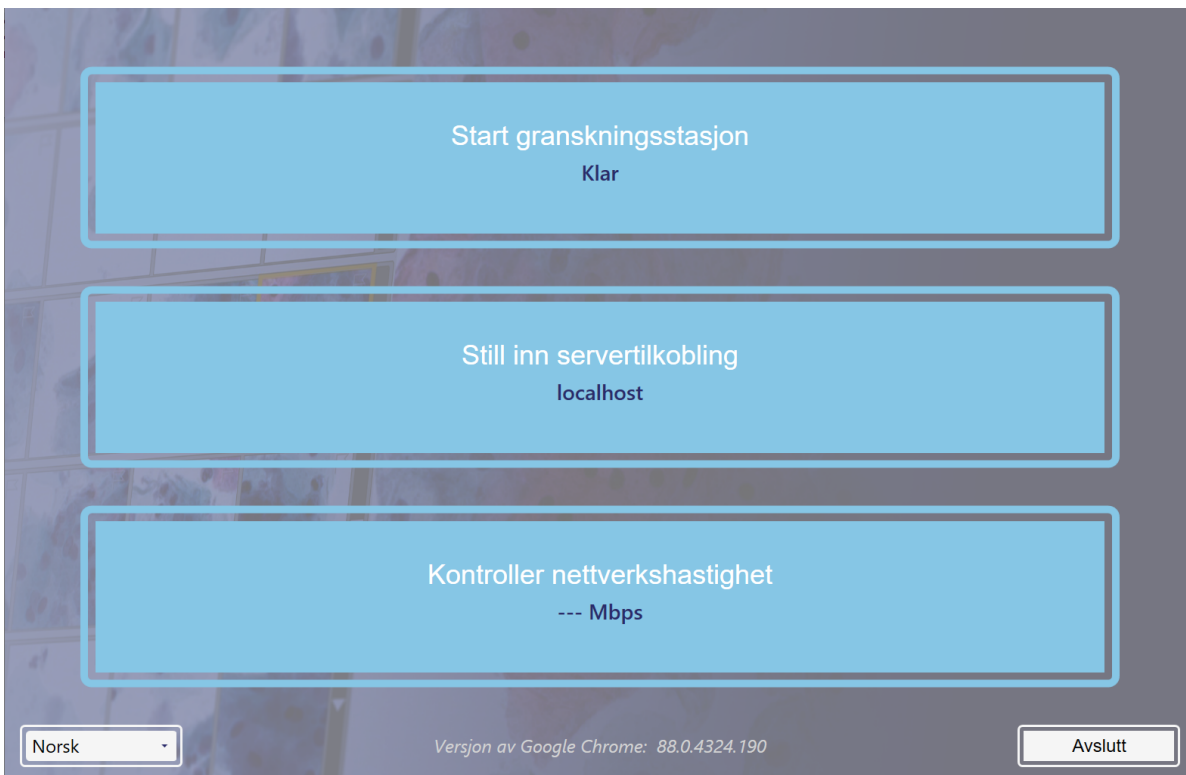 Start granskningsstasjon
Klar
Still inn servertilkobling
localhost
Kontroller nettverkshastighet
--- Mbps
Norsk
Versjon av Google Chrome: 88.0.4324.190
Avslutt